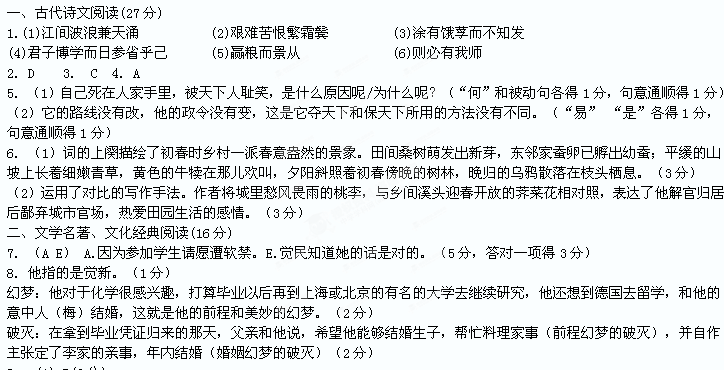 一、古代诗文阅读(27分)
1.(1)江间波浪兼天涌 (2)艰难苦恨繁霜鬓 (3)涂有饿莩而不知发
(4)君子博学而日参省乎己 (5)赢粮而景从 (6)则必有我师
2. D 3. C 4. A
5.（1）自己死在人家手里，被天下人耻笑，是什么原因呢/为什么呢？（“何”和被动句各得1分，句意通顺得1分）
（2）它的路线没有改，他的政令没有变，这是它夺天下和保天下所用的方法没有不同。（“易” “是”各得1分，
句意通顺得1分）
6.（1）词的上阕描绘了初春时乡村一派春意盎然的景象。田间桑树萌发出新芽，东邻家蚕卵已孵出幼蚕；平缓的山
坡上长着细嫩青草，黄色的牛犊在那儿欢叫，夕阳斜照着初春傍晚的树林，晚归的乌鸦散落在枝头栖息。（3分）
（2）运用了对比的写作手法。作者将城里愁风畏雨的桃李，与乡间溪头迎春开放的荠菜花相对照，表达了他解官归居
后鄙弃城市官场，热爱田园生活的感情。（3分）
二、文学名著、文化经典阅读(16分)
7.（A E） A.因为参加学生请愿遭软禁。E.觉民知道她的话是对的。（5分，答对一项得3分）
8. 他指的是觉新。（1分）
幻梦：他对于化学很感兴趣，打算毕业以后再到上海或北京的有名的大学去继续研究，他还想到德国去留学，和他的
意中人（梅）结婚，这就是他的前程和美妙的幻梦。（2分）
破灭：在拿到毕业凭证归来的那天，父亲和他说，希望他能够结婚生子，帮忙料理家事（前程幻梦的破灭），并自作
主张定了李家的亲事，年内结婚（婚姻幻梦的破灭）（2分）